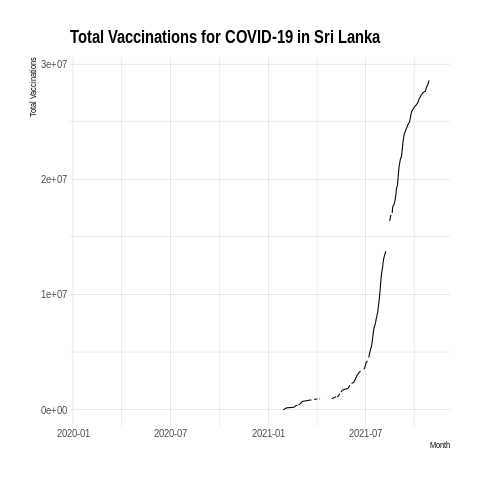 Total Vaccinations for COVID-19 in Sri Lanka
Total Vaccinations
3e+07
2e+07
1e+07
0e+00
2020-01 2020-07 2021-01 2021-07
Month